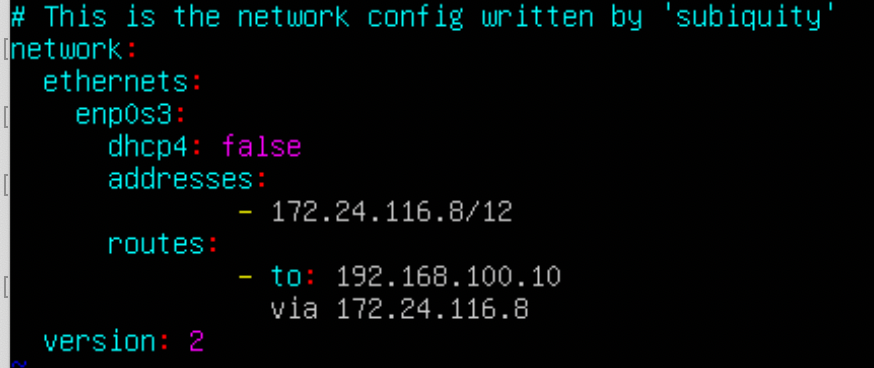 # This is the network config written by 'subiquity'
network:
  ethernets:
    enp0s3:
      dhcp4: false
      addresses:
              - 172.24.116.8/12
      routes:
              - to: 192.168.100.10
                via 172.24.116.8
  version: 2
~